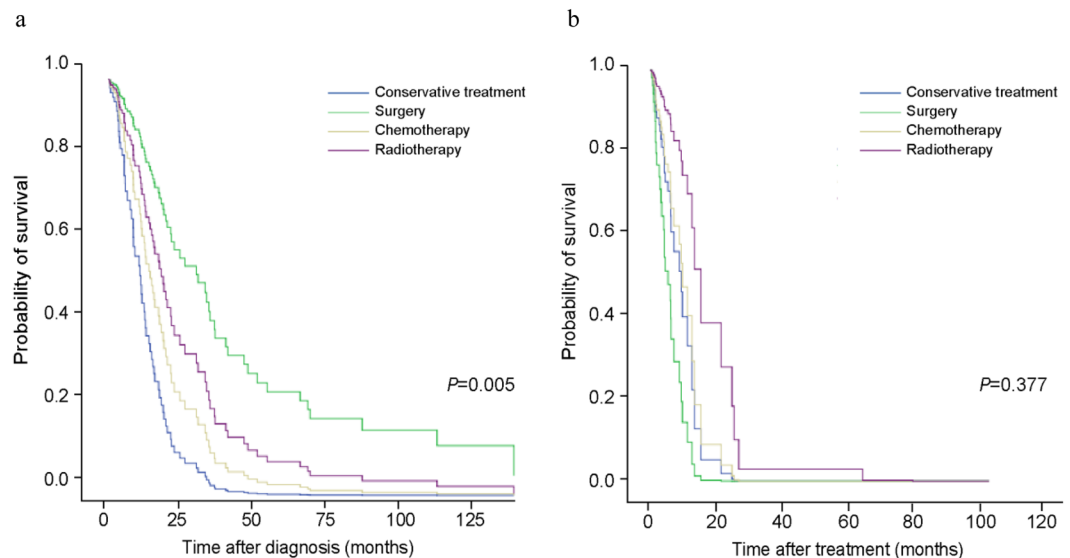 a
1.0
0.8
0.6
0.4
0.2
0.0
Probability of survival
Conservative treatment
Surgery
Chemotherapy
Radiotherapy
P=0.005
0 25 50 75 100 125
Time after diagnosis (months)
b
1.0
0.8
0.6
0.4
0.2
0.0
Probability of survival
Conservative treatment
Surgery
Chemotherapy
Radiotherapy
P=0.377
0 20 40 60 80 100 120
Time after treatment (months)